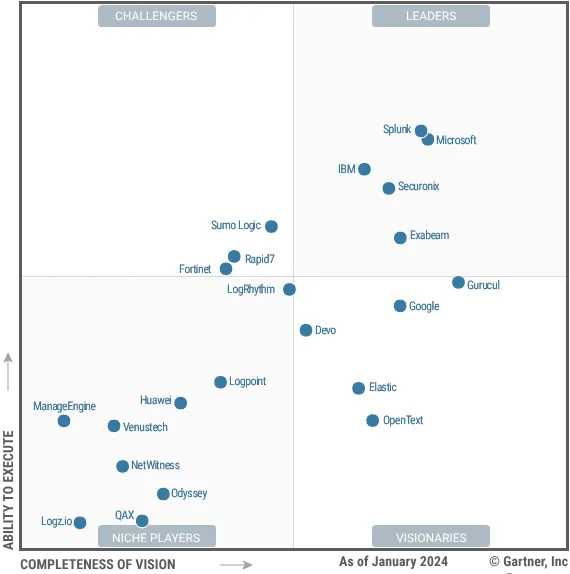 CHALLENGERS
LEADERS
Splunk
Microsoft
IBM
Securonix
Sumo Logic
Exabeam
Rapid7
Fortinet
Gurucul
LogRhythm
Google
Devo
Logpoint
Elastic
Huawei
ManageEngine
OpenText
Venustech
NetWitness
Odyssey
QAX
Logz.io
NICHE PLAYERS
VISIONARIES
ABILITY TO EXECUTE
COMPLETENESS OF VISION
As of January 2024
© Gartner, Inc